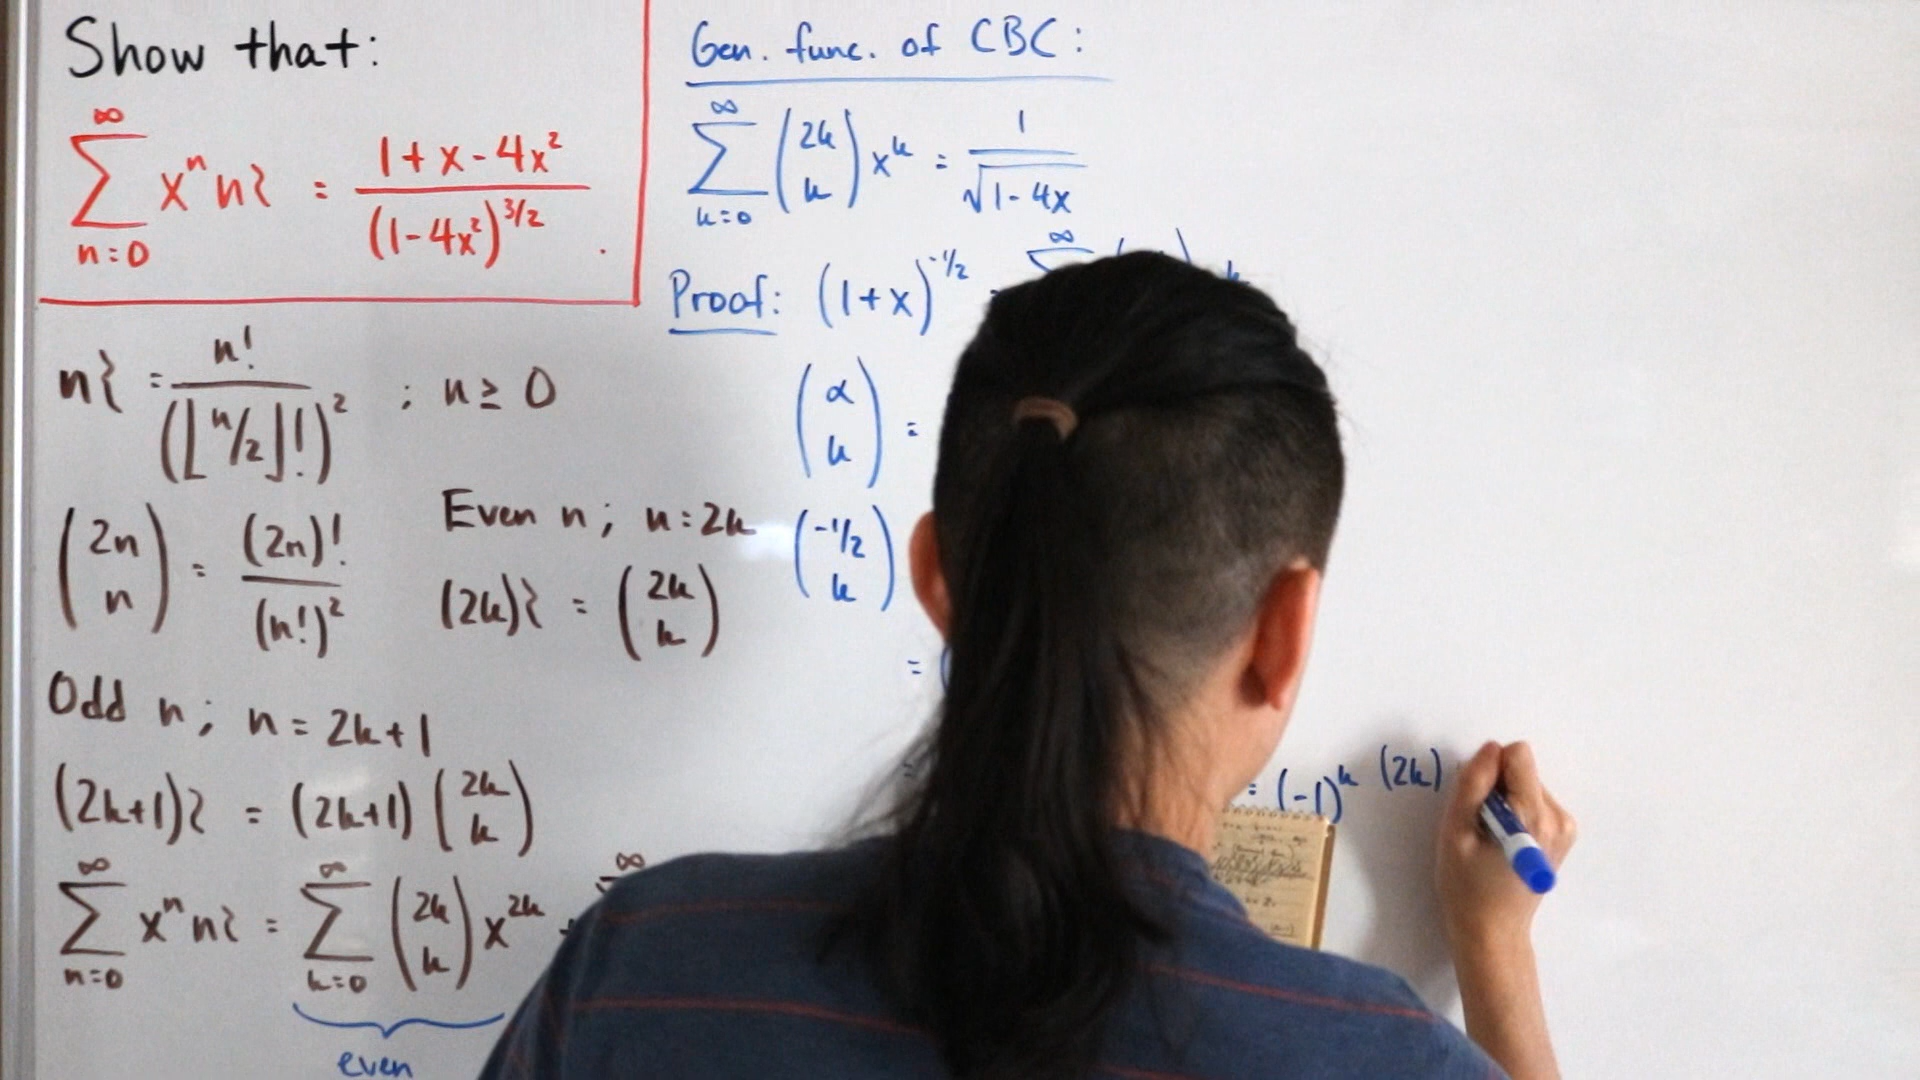 Show that:
∞
∑ xⁿ n≀ = (1+x-4x²)/(1-4x²)^3/2 .
n=0
n≀ = n!/(⌊n/2⌋!)² ; n ≥ 0
(2n n) = (2n)!/(n!)²
Even n; n=2k
(2k)≀ = (2k k)
Odd n; n = 2k+1
(2k+1)≀ = (2k+1) (2k k)
∞ ∞ ∞
∑ xⁿ n≀ = ∑ (2k k) x^2k +
n=0 k=0
even
Gen. func. of CBC:
∞
∑ (2k k) x^k = 1/√1-4x
k=0
Proof: (1+x)^-1/2 ∞ k
(α k) =
(-1/2 k)
= (
= (-1)^k (2k)